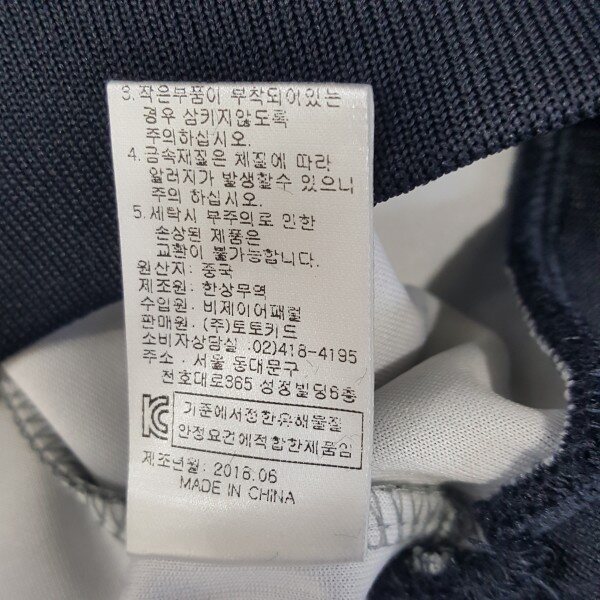 3. 작은부품이 부착되어있는
경우 삼키지않도록
주의하십시오.
4. 금속재질은 체질에 따라
알러지가 발생할수 있으니
주의 하십시오.
5. 세탁시 부주의로 인한
손상된 제품은
교환이 불가능합니다.
원산지: 중국
제조원: 한상무역
수입원: 비제이어패럴
판매원: (주)토토키드
소비자상담실: 02)418-4195
주소: 서울 동대문구
천호대로365 성정빌딩6층
기준에서정한유해물질
안정요건에적합한제품임
제조년월: 2018.06
MADE IN CHINA